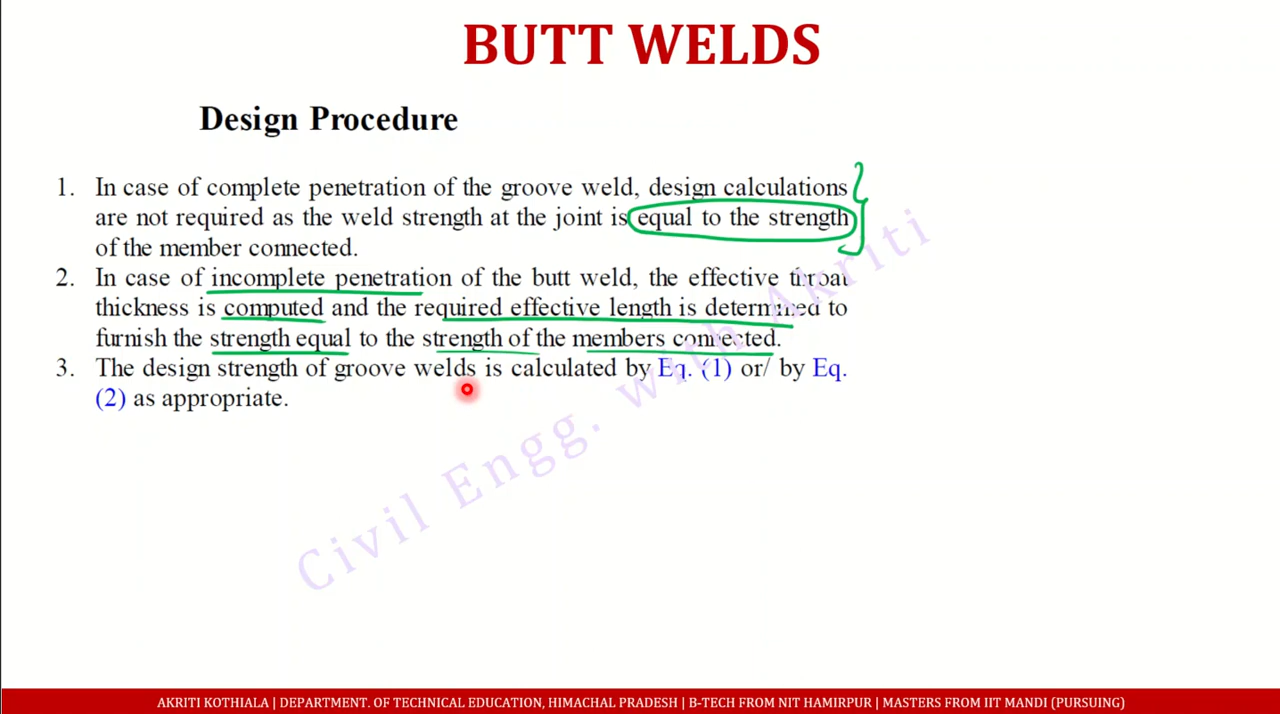 BUTT WELDS
Design Procedure
1. In case of complete penetration of the groove weld, design calculations
are not required as the weld strength at the joint is equal to the strength
of the member connected.
2. In case of incomplete penetration of the butt weld, the effective throat
thickness is computed and the required effective length is determined to
furnish the strength equal to the strength of the members connected.
3. The design strength of groove welds is calculated by Eq. (1) or/ by Eq.
(2) as appropriate.
Civil Engg. with Akriti
AKRITI KOTHIALA | DEPARTMENT. OF TECHNICAL EDUCATION, HIMACHAL PRADESH | B-TECH FROM NIT HAMIRPUR | MASTERS FROM IIT MANDI (PURSUING)